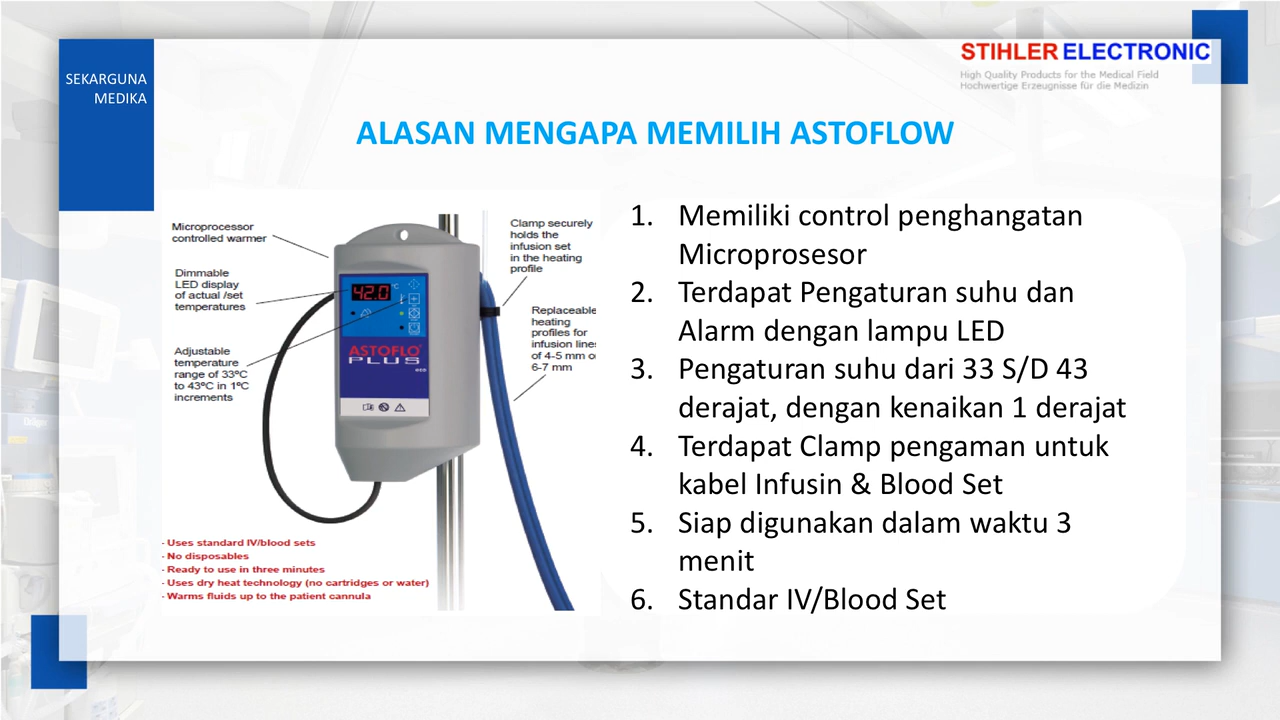 SEKARGUNA
MEDIKA
STIHLER ELECTRONIC
High Quality Products for the Medical Field
Hochwertige Erzeugnisse für die Medizin
ALASAN MENGAPA MEMILIH ASTOFLOW
Microprocessor
controlled warmer
Dimmable
LED display
of actual /set
temperatures
Adjustable
temperature
range of 33ºC
to 43ºC in 1ºC
increments
Clamp securely
holds the
infusion set
in the heating
profile
Replaceable
heating
profiles for
infusion lines
of 4-5 mm o
6-7 mm
42.0 °C
ASTOFLO
PLUS
eco
- Uses standard IV/blood sets
- No disposables
- Ready to use in three minutes
- Uses dry heat technology (no cartridges or water)
- Warms fluids up to the patient cannula
1. Memiliki control penghangatan
Microprosesor
2. Terdapat Pengaturan suhu dan
Alarm dengan lampu LED
3. Pengaturan suhu dari 33 S/D 43
derajat, dengan kenaikan 1 derajat
4. Terdapat Clamp pengaman untuk
kabel Infusin & Blood Set
5. Siap digunakan dalam waktu 3
menit
6. Standar IV/Blood Set